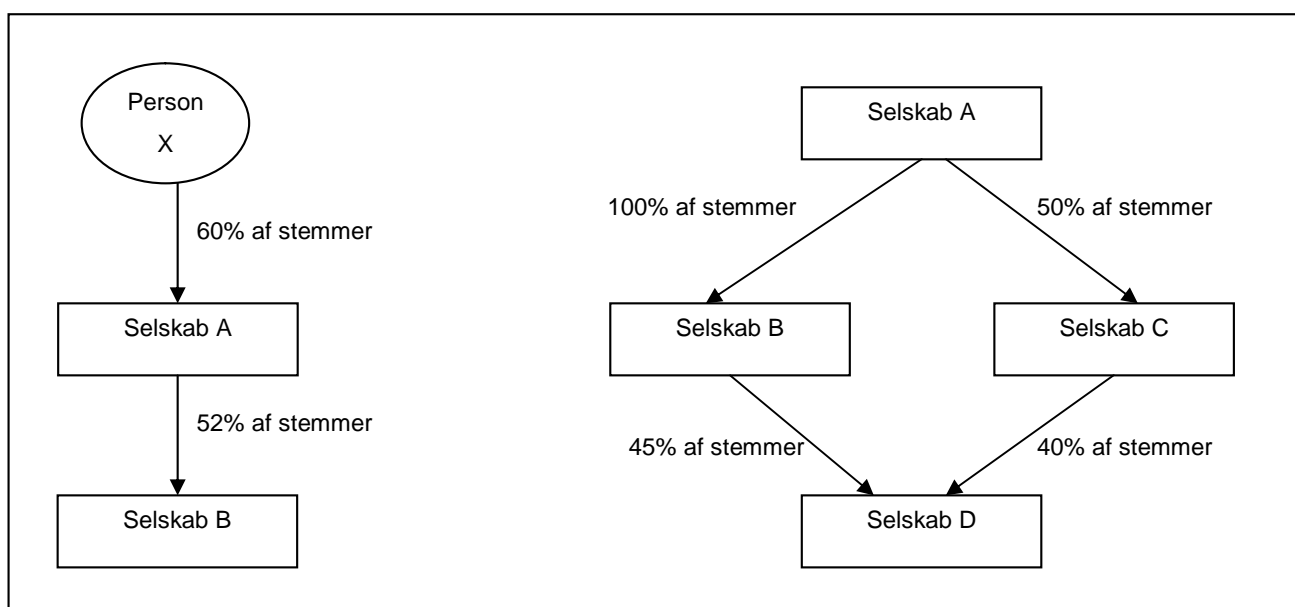 Person
X
60% af stemmer
Selskab A
52% af stemmer
Selskab B
Selskab A
100% af stemmer
50% af stemmer
Selskab B
Selskab C
45% af stemmer
40% af stemmer
Selskab D